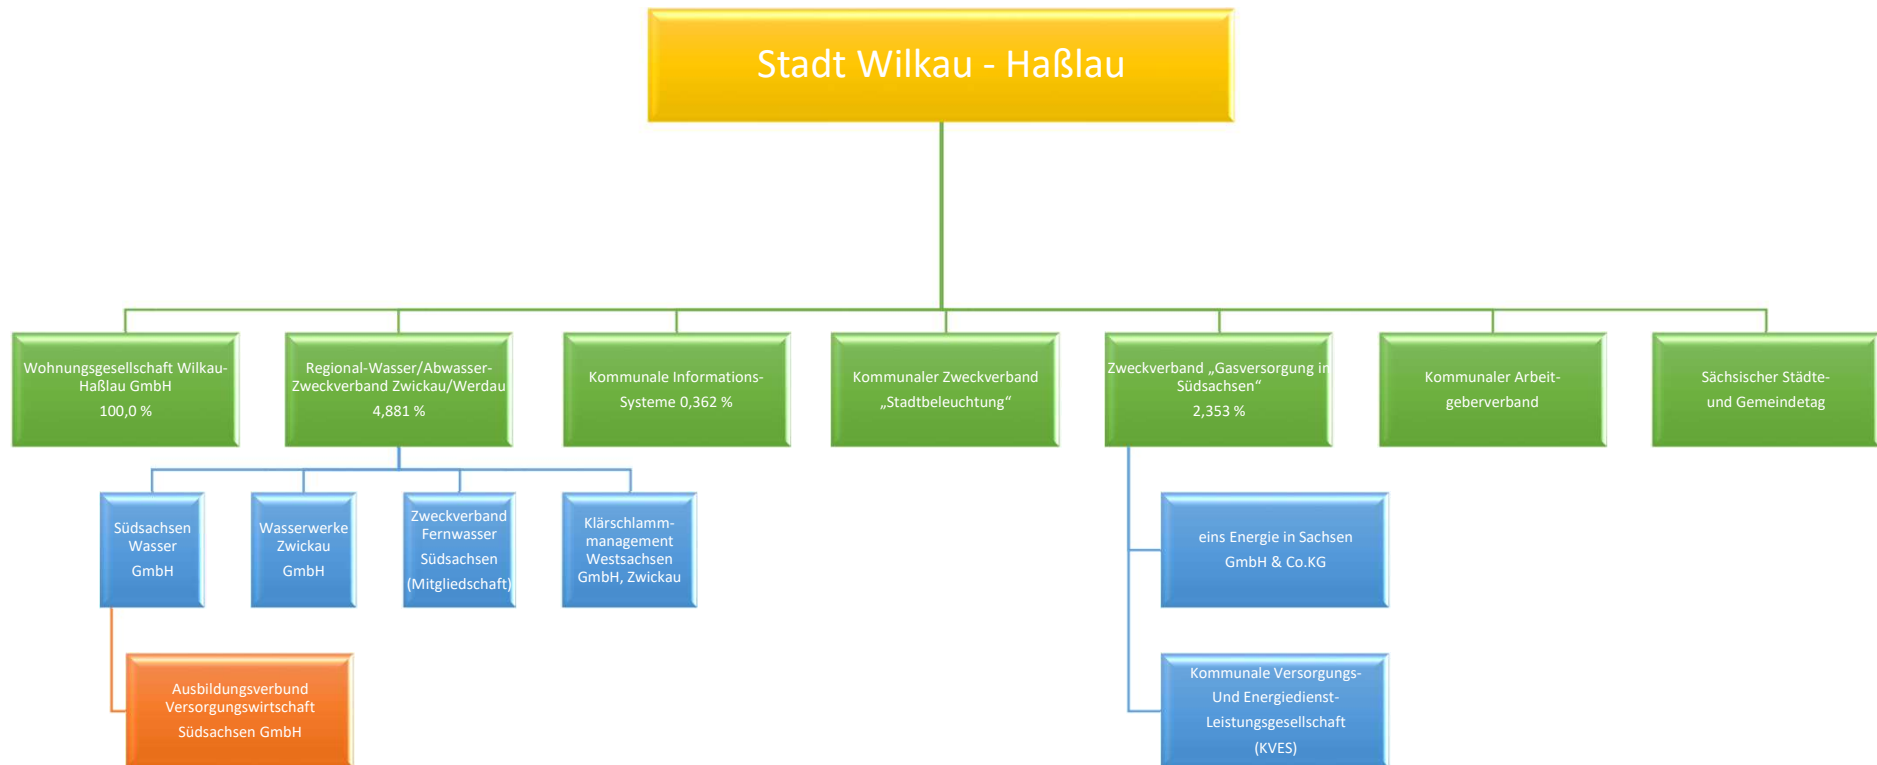 Stadt Wilkau - Haßlau
Wohnungsgesellschaft Wilkau-
Haßlau GmbH
100,0 %
Regional-Wasser/Abwasser-
Zweckverband Zwickau/Werdau
4,881 %
Kommunale Informations-
Systeme 0,362 %
Kommunaler Zweckverband
„Stadtbeleuchtung“
Zweckverband „Gasversorgung in
Südsachsen“
2,353 %
Kommunaler Arbeit-
geberverband
Sächsischer Städte-
und Gemeindetag
Südsachsen
Wasser
GmbH
Wasserwerke
Zwickau
GmbH
Zweckverband
Fernwasser
Südsachsen
(Mitgliedschaft)
Klärschlamm-
management
Westsachsen
GmbH, Zwickau
eins Energie in Sachsen
GmbH & Co.KG
Ausbildungsverbund
Versorgungswirtschaft
Südsachsen GmbH
Kommunale Versorgungs-
Und Energiedienst-
Leistungsgesellschaft
(KVES)